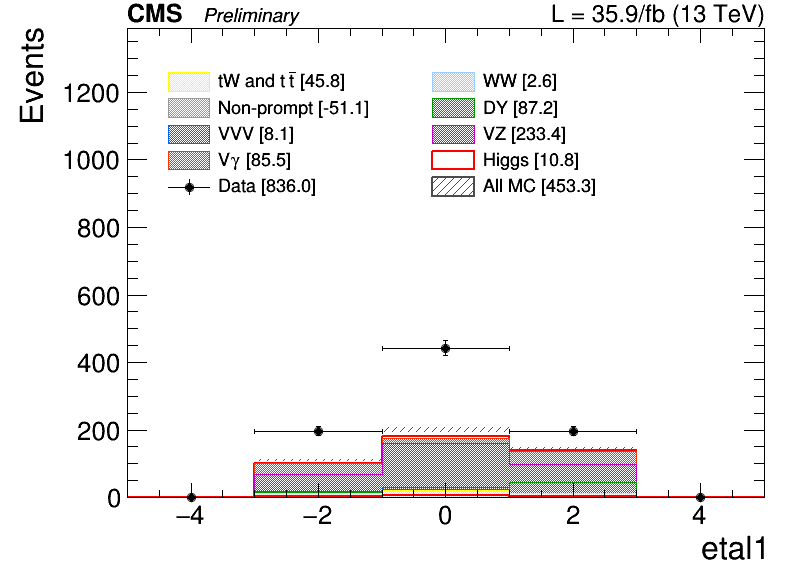 CMS Preliminary L = 35.9/fb (13 TeV)
Events
tW and t t̅ [45.8] WW [2.6]
Non-prompt [-51.1] DY [87.2]
VVV [8.1] VZ [233.4]
Vγ [85.5] Higgs [10.8]
Data [836.0] All MC [453.3]
1200
1000
800
600
400
200
0
−4 −2 0 2 4
etal1